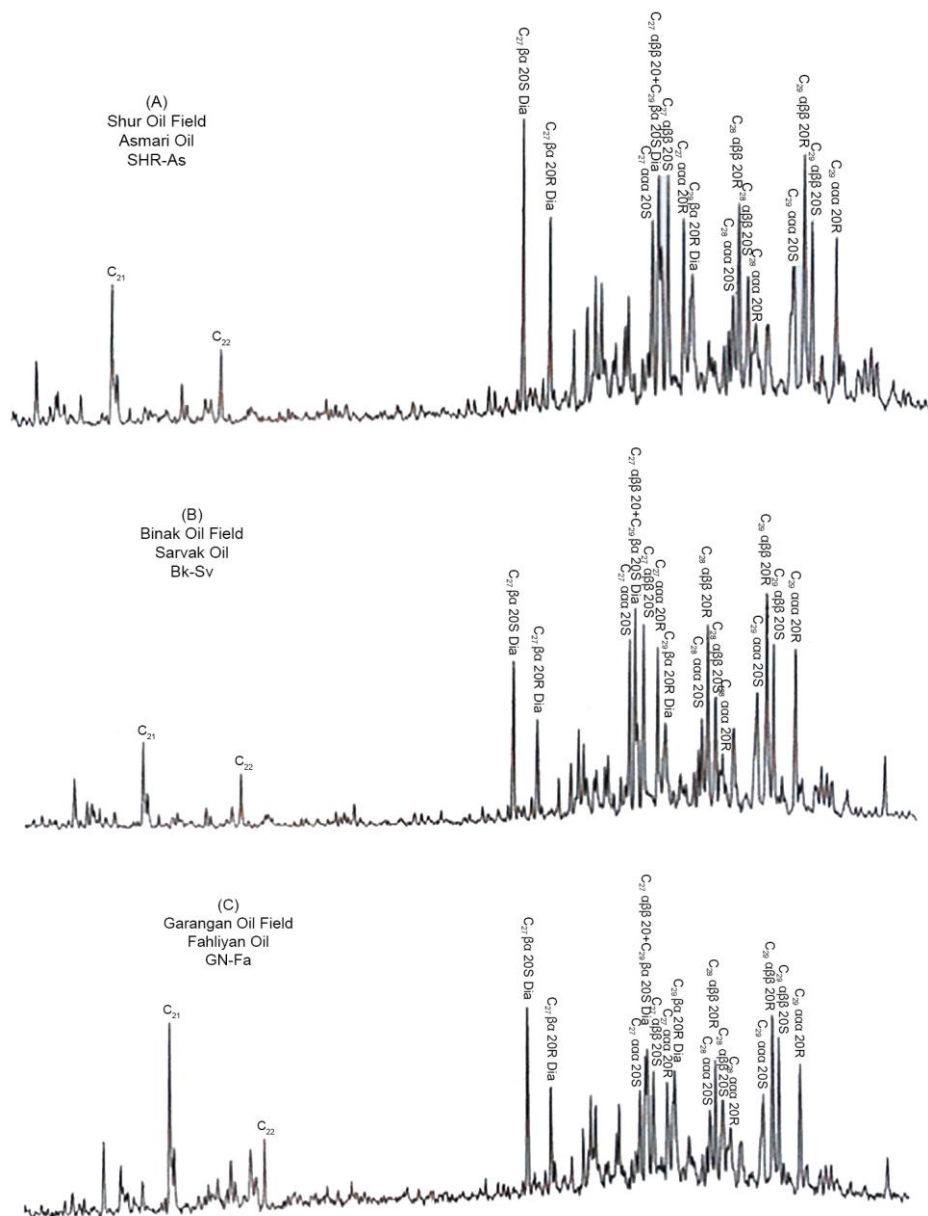 (A)
Shur Oil Field
Asmari Oil
SHR-As
C₂₁
C₂₂
C₂₇ βα 20S Dia
C₂₇ βα 20R Dia
C₂₇ ααα 20S
C₂₇ αββ 20+C₂₉ βα 20S Dia
C₂₇ αββ 20S
C₂₇ ααα 20R
C₂₉ βα 20R Dia
C₂₈ ααα 20S
C₂₈ αββ 20R
C₂₈ αββ 20S
C₂₈ ααα 20R
C₂₉ ααα 20S
C₂₉ αββ 20R
C₂₉ αββ 20S
C₂₉ ααα 20R
(B)
Binak Oil Field
Sarvak Oil
Bk-Sv
C₂₁
C₂₂
C₂₇ βα 20S Dia
C₂₇ βα 20R Dia
C₂₇ ααα 20S
C₂₇ αββ 20+C₂₉ βα 20S Dia
C₂₇ αββ 20S
C₂₇ ααα 20R
C₂₉ βα 20R Dia
C₂₈ ααα 20S
C₂₈ αββ 20R
C₂₈ αββ 20S
C₂₈ ααα 20R
C₂₉ ααα 20S
C₂₉ αββ 20R
C₂₉ αββ 20S
C₂₉ ααα 20R
(C)
Garangan Oil Field
Fahliyan Oil
GN-Fa
C₂₁
C₂₂
C₂₇ βα 20S Dia
C₂₇ βα 20R Dia
C₂₇ ααα 20S
C₂₇ αββ 20+C₂₉ βα 20S Dia
C₂₇ αββ 20S
C₂₇ ααα 20R
C₂₉ βα 20R Dia
C₂₈ ααα 20S
C₂₈ αββ 20R
C₂₈ αββ 20S
C₂₈ ααα 20R
C₂₉ ααα 20S
C₂₉ αββ 20R
C₂₉ αββ 20S
C₂₉ ααα 20R